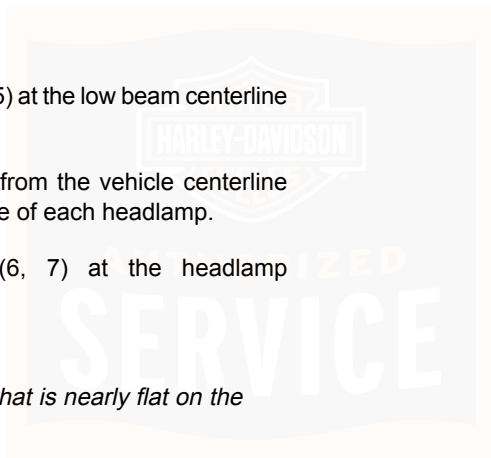 5) at the low beam centerline
HARLEY-DAVIDSON
from the vehicle centerline
e of each headlamp.
(6, 7) at the headlamp
AUTHORIZED
SERVICE
hat is nearly flat on the